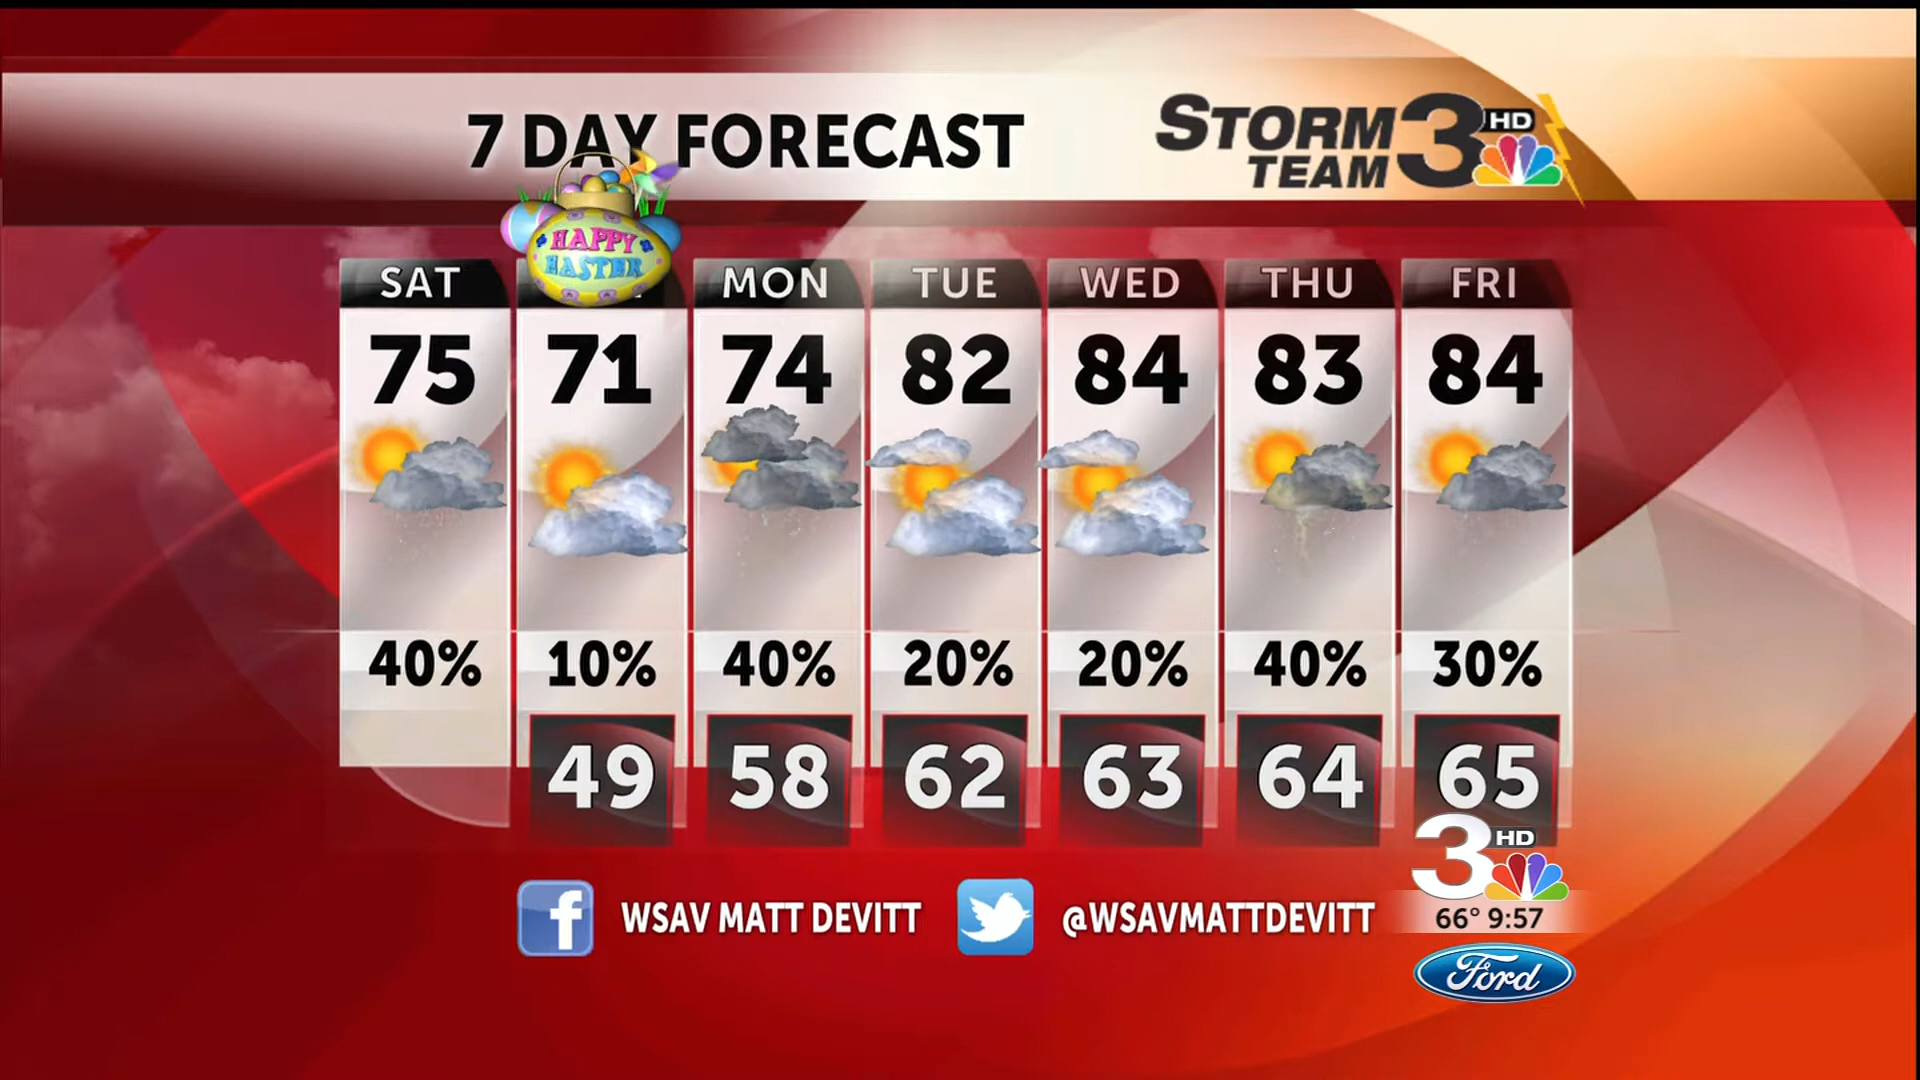 7 DAY FORECAST
STORM TEAM 3 HD
HAPPY EASTER
SAT MON TUE WED THU FRI
75 71 74 82 84 83 84
40% 10% 40% 20% 20% 40% 30%
49 58 62 63 64 65
3 HD
WSAV MATT DEVITT @WSAVMATTDEVITT
66° 9:57
Ford